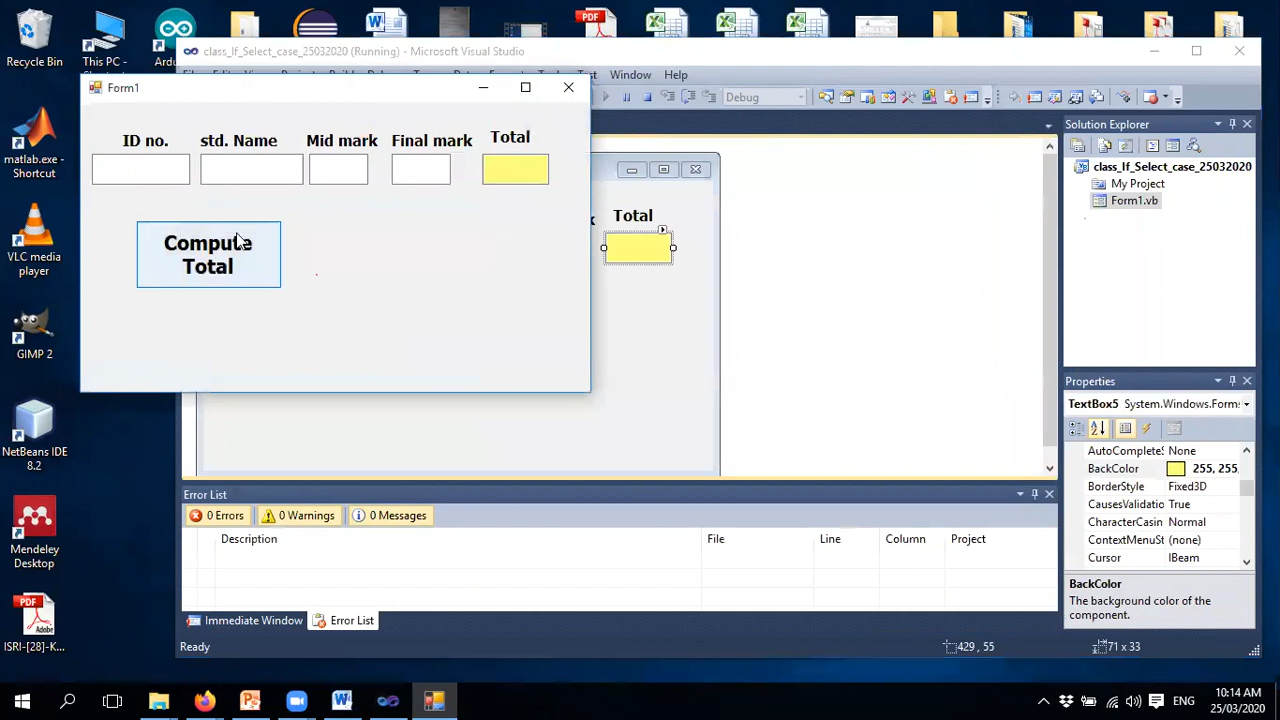 Recycle Bin
This PC -
Shortcut
matlab.exe -
Shortcut
VLC media
player
GIMP 2
NetBeans IDE
8.2
Mendeley
Desktop
PDF
Adobe
ISRI-[28]-K...
PDF
class_If_Select_case_25032020 (Running) - Microsoft Visual Studio
Window Help
Debug
Form1
ID no. std. Name Mid mark Final mark Total
Compute
Total
Total
Solution Explorer
class_If_Select_case_25032020
My Project
Form1.vb
Properties
TextBox5 System.Windows.Form:
AutoComplete! None
BackColor 255, 255,
BorderStyle Fixed3D
CausesValidatio True
CharacterCasin Normal
ContextMenuSt (none)
Cursor IBeam
BackColor
The background color of the
component.
Error List
0 Errors 0 Warnings 0 Messages
Description File Line Column Project
Immediate Window Error List
Ready 429 , 55 71 x 33
ENG
10:14 AM
25/03/2020